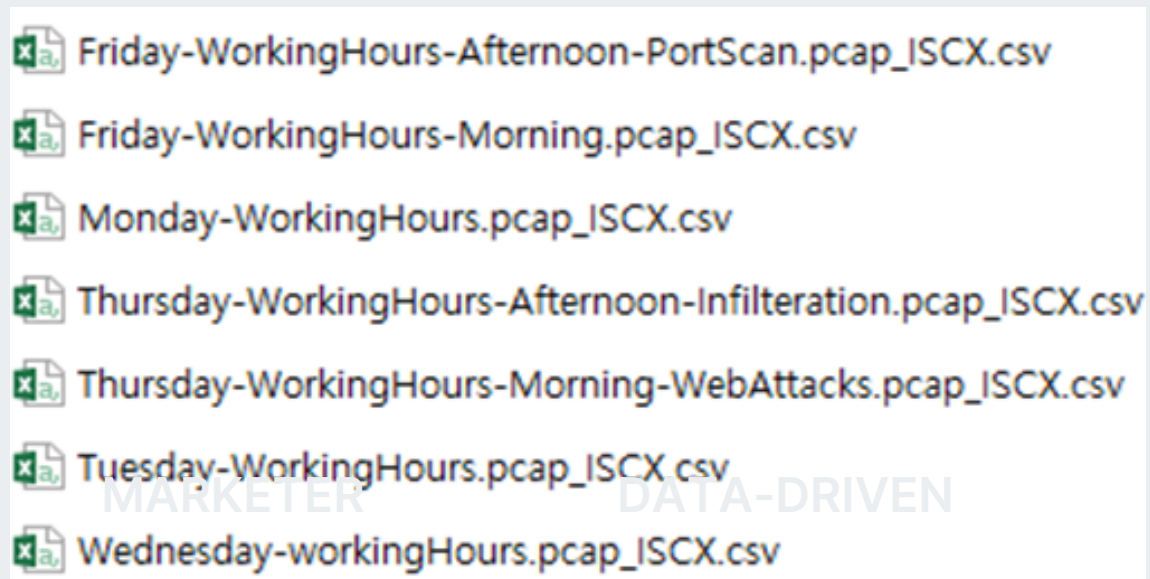 Friday-WorkingHours-Afternoon-PortScan.pcap_ISCX.csv
Friday-WorkingHours-Morning.pcap_ISCX.csv
Monday-WorkingHours.pcap_ISCX.csv
Thursday-WorkingHours-Afternoon-Infilteration.pcap_ISCX.csv
Thursday-WorkingHours-Morning-WebAttacks.pcap_ISCX.csv
Tuesday-WorkingHours.pcap_ISCX.csv
MARKETER DATA-DRIVEN
Wednesday-workingHours.pcap_ISCX.csv